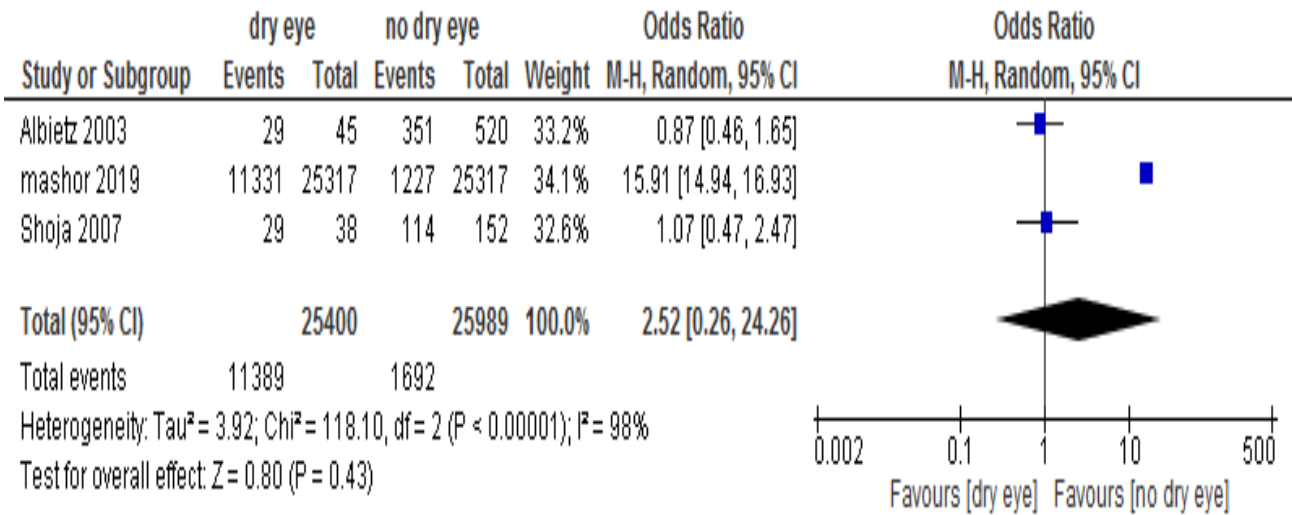 dry eye no dry eye Odds Ratio Odds Ratio
Study or Subgroup Events Total Events Total Weight M-H, Random, 95% CI M-H, Random, 95% CI
Albietz 2003 29 45 351 520 33.2% 0.87 [0.46, 1.65]
mashor 2019 11331 25317 1227 25317 34.1% 15.91 [14.94, 16.93]
Shoja 2007 29 38 114 152 32.6% 1.07 [0.47, 2.47]
Total (95% CI) 25400 25989 100.0% 2.52 [0.26, 24.26]
Total events 11389 1692
Heterogeneity: Tau² = 3.92; Chi² = 118.10, df = 2 (P < 0.00001); I² = 98%
Test for overall effect: Z = 0.80 (P = 0.43)
0.002 0.1 1 10 500
Favours [dry eye] Favours [no dry eye]